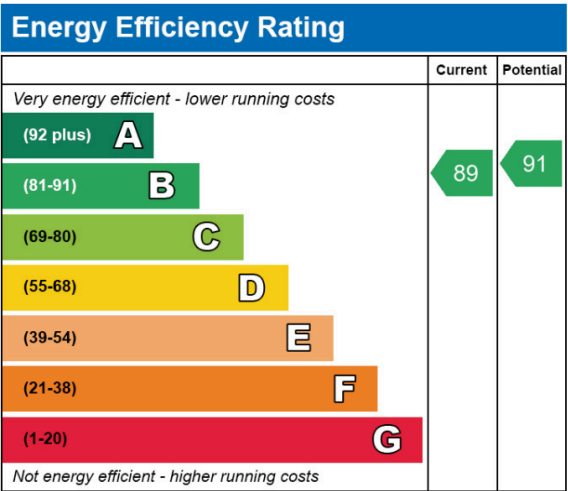 Energy Efficiency Rating
Current Potential
Very energy efficient - lower running costs
(92 plus) A
(81-91) B
89
91
(69-80) C
(55-68) D
(39-54) E
(21-38) F
(1-20) G
Not energy efficient - higher running costs